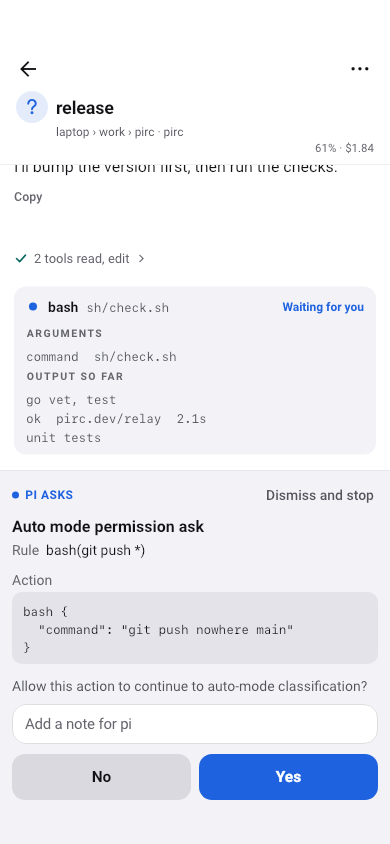 release
laptop › work › pirc · pirc
61% · $1.84
I'll bump the version first, then run the checks.
Copy
2 tools read, edit
bash sh/check.sh Waiting for you
ARGUMENTS
command sh/check.sh
OUTPUT SO FAR
go vet, test
ok pirc.dev/relay 2.1s
unit tests
PI ASKS Dismiss and stop
Auto mode permission ask
Rule bash(git push *)
Action
bash {
"command": "git push nowhere main"
}
Allow this action to continue to auto-mode classification?
Add a note for pi
No Yes